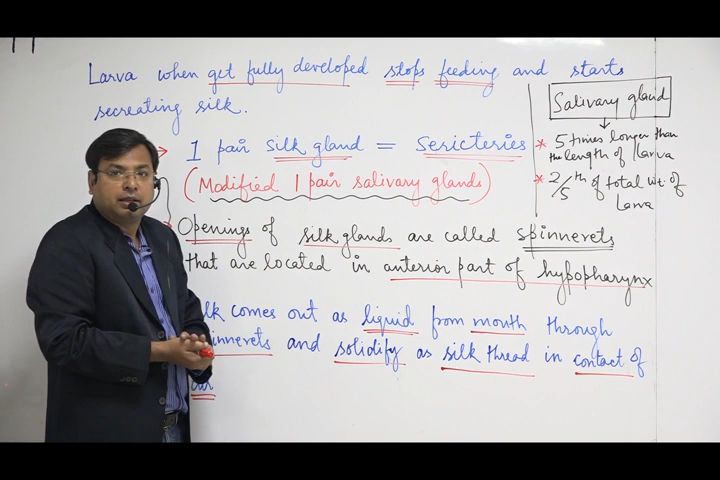 Larva when get fully developed stops feeding and starts
secreating silk.
→ 1 pair silk gland = Sericteries
(Modified 1 pair salivary glands)
Openings of silk glands are called spinnerets
that are located in anterior part of hypopharynx
comes out as liquid from mouth through
and solidify as silk thread in contact of
Salivary gland
↓
* 5 times longer than
the length of larva
* 2/5 th of total wt. of
Larva